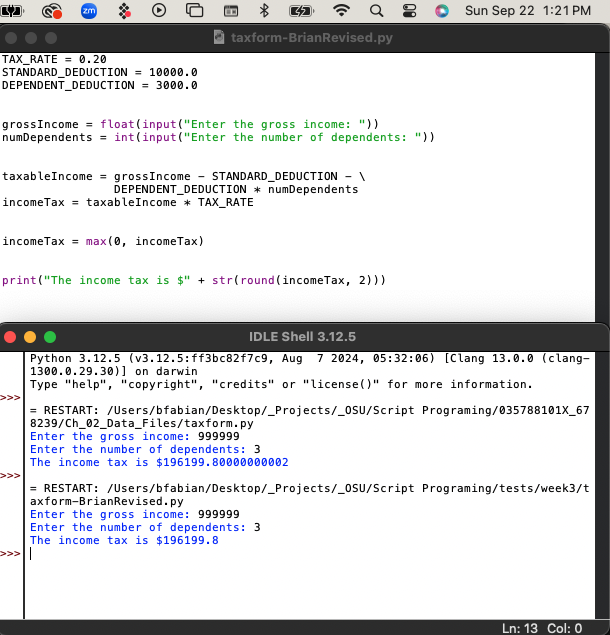 zm
Sun Sep 22 1:21 PM
taxform-BrianRevised.py
TAX_RATE = 0.20
STANDARD_DEDUCTION = 10000.0
DEPENDENT_DEDUCTION = 3000.0
grossIncome = float(input("Enter the gross income: "))
numDependents = int(input("Enter the number of dependents: "))
taxableIncome = grossIncome - STANDARD_DEDUCTION - \
DEPENDENT_DEDUCTION * numDependents
incomeTax = taxableIncome * TAX_RATE
incomeTax = max(0, incomeTax)
print("The income tax is $" + str(round(incomeTax, 2)))
IDLE Shell 3.12.5
Python 3.12.5 (v3.12.5:ff3bc82f7c9, Aug  7 2024, 05:32:06) [Clang 13.0.0 (clang-
1300.0.29.30)] on darwin
Type "help", "copyright", "credits" or "license()" for more information.
>>>
= RESTART: /Users/bfabian/Desktop/_Projects/_OSU/Script Programing/035788101X_67
8239/Ch_02_Data_Files/taxform.py
Enter the gross income: 999999
Enter the number of dependents: 3
The income tax is $196199.80000000002
>>>
= RESTART: /Users/bfabian/Desktop/_Projects/_OSU/Script Programing/tests/week3/t
axform-BrianRevised.py
Enter the gross income: 999999
Enter the number of dependents: 3
The income tax is $196199.8
>>>
Ln: 13 Col: 0